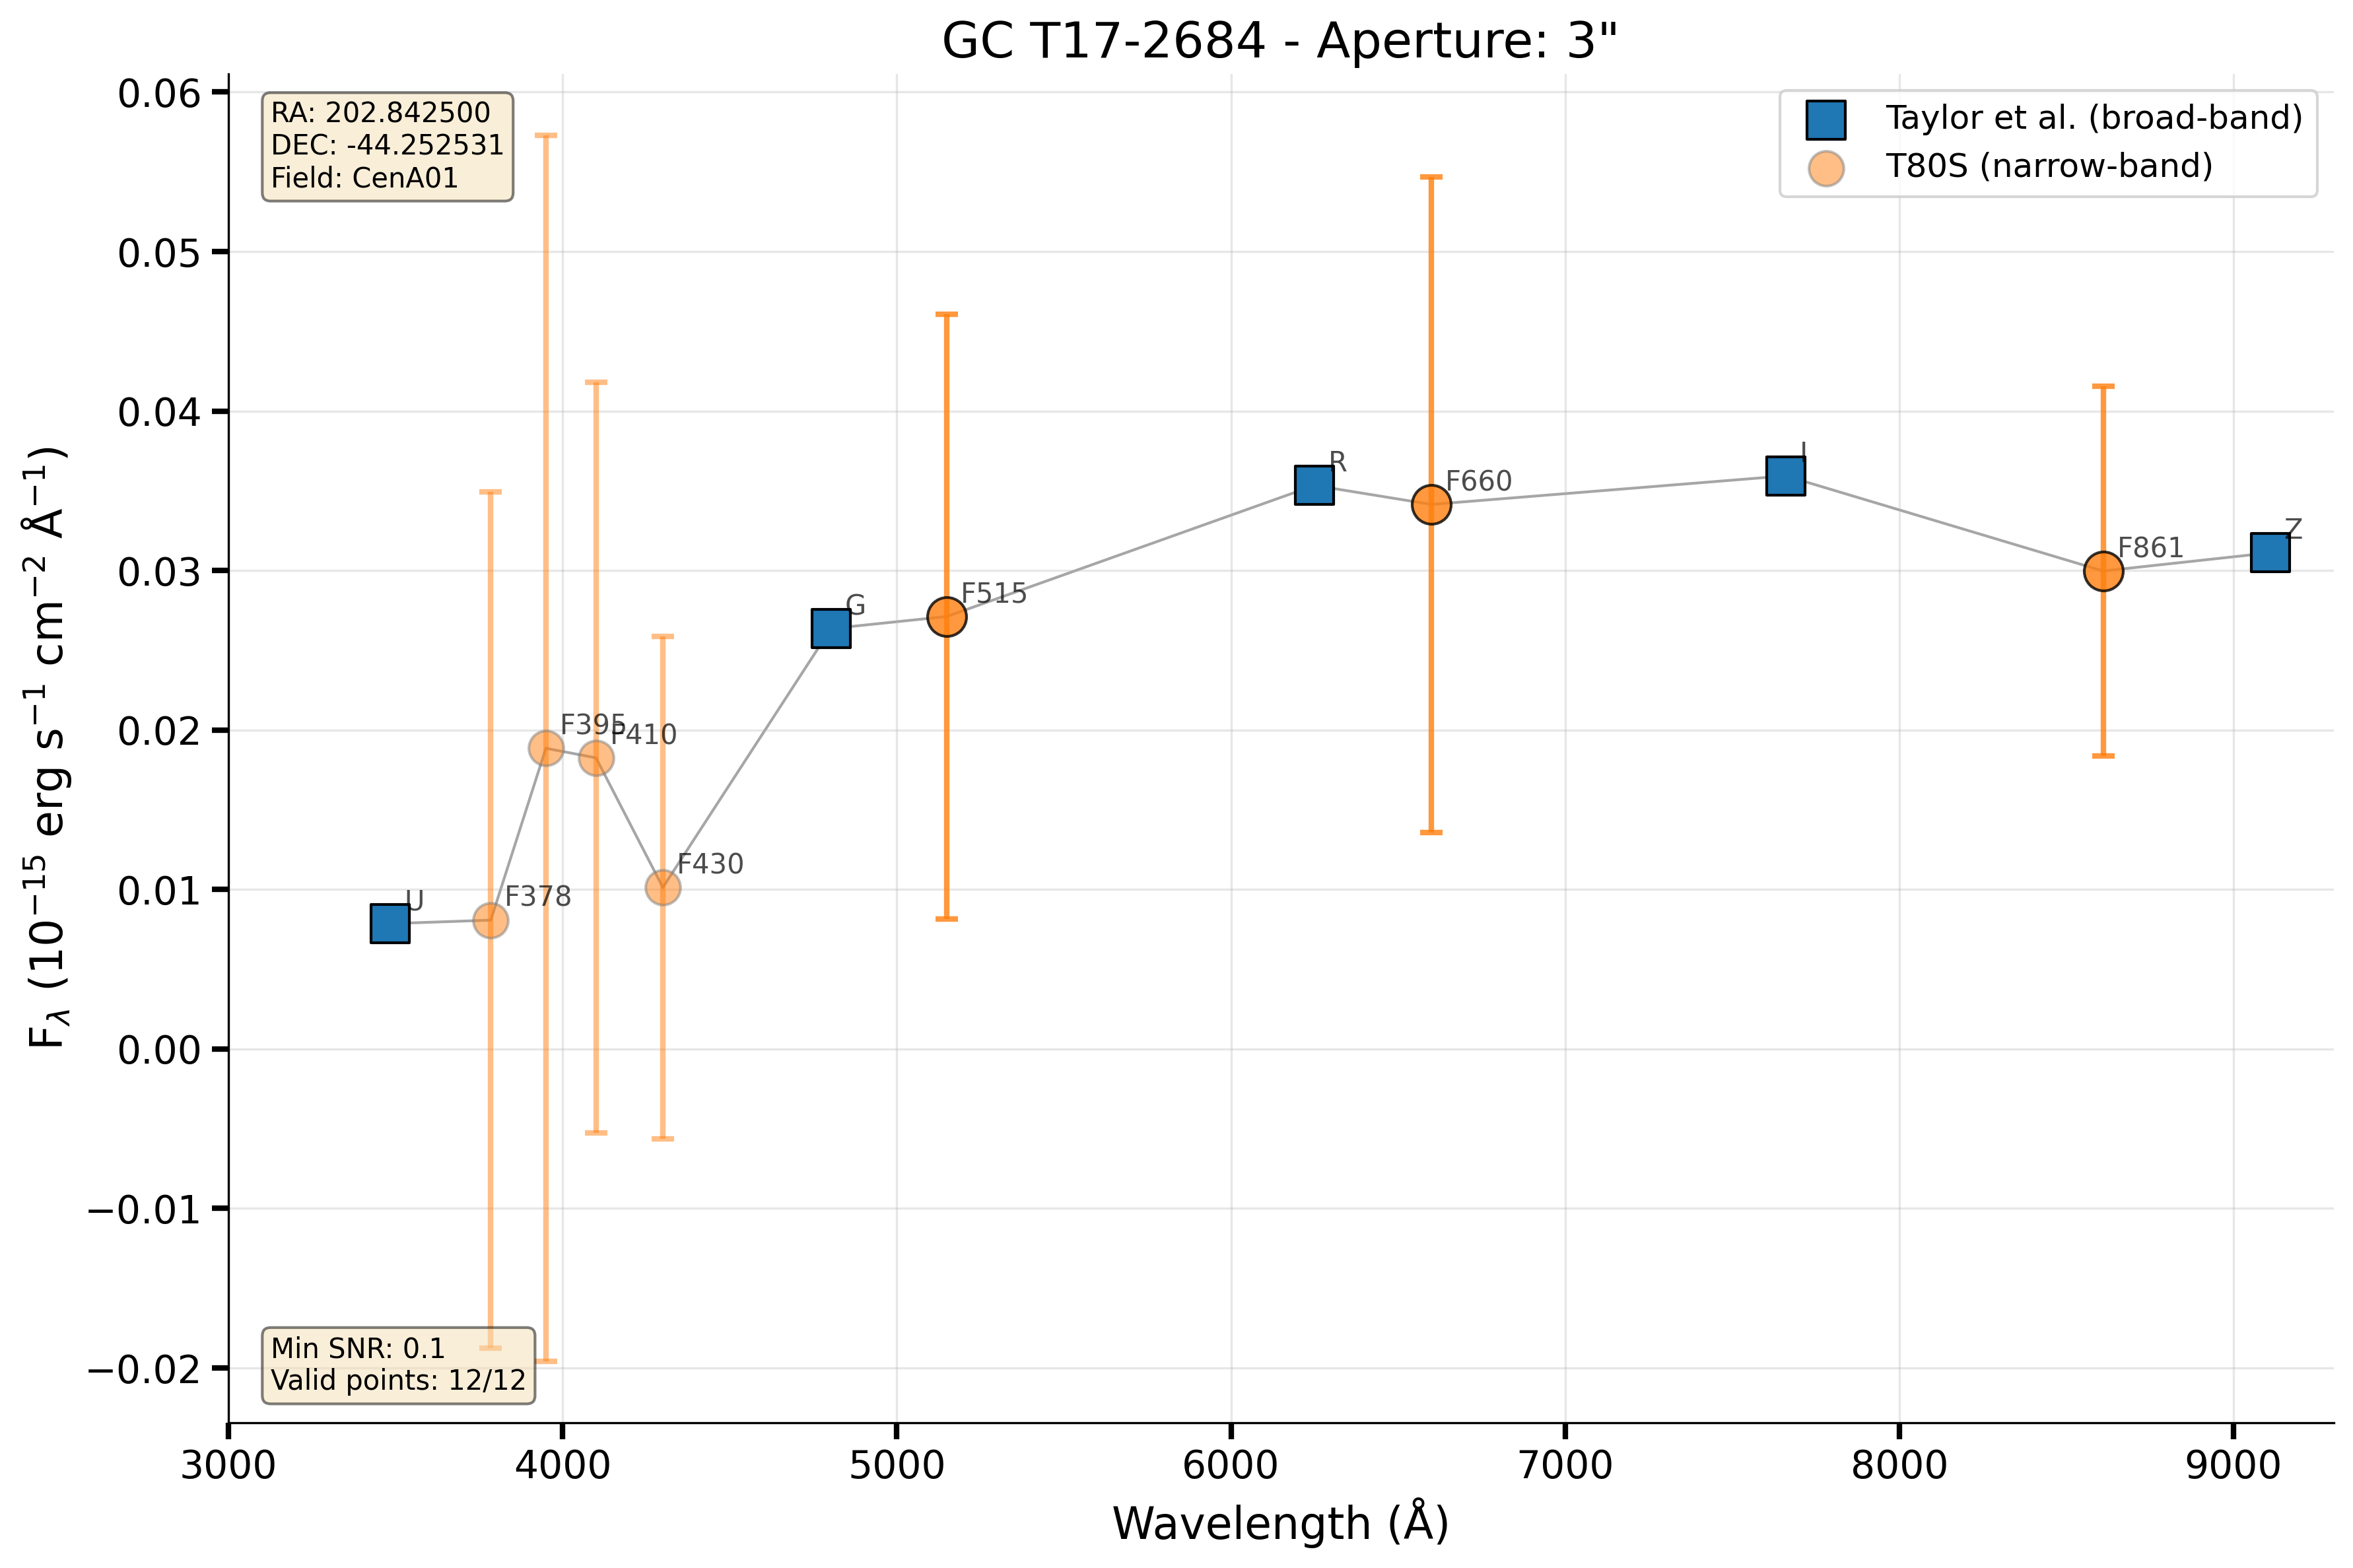 GC T17-2684 - Aperture: 3"
RA: 202.842500
DEC: -44.252531
Field: CenA01
Taylor et al. (broad-band)
T80S (narrow-band)
0.06
0.05
0.04
0.03
0.02
0.01
0.00
−0.01
−0.02
F_λ (10⁻¹⁵ erg s⁻¹ cm⁻² Å⁻¹)
U
F378
F395
F410
F430
G
F515
R
F660
I
F861
Z
Min SNR: 0.1
Valid points: 12/12
3000 4000 5000 6000 7000 8000 9000
Wavelength (Å)